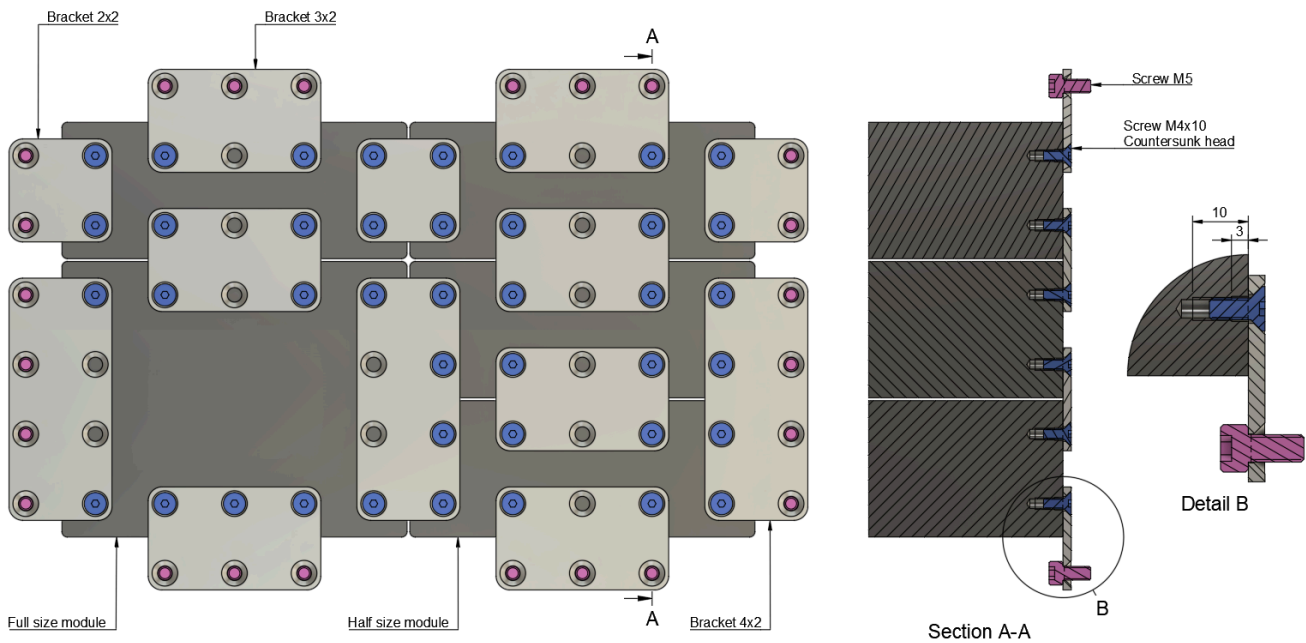 Bracket 2x2
Bracket 3x2
A
Screw M5
Screw M4x10
Countersunk head
10
3
Detail B
B
Full size module
Half size module
A
Bracket 4x2
Section A-A